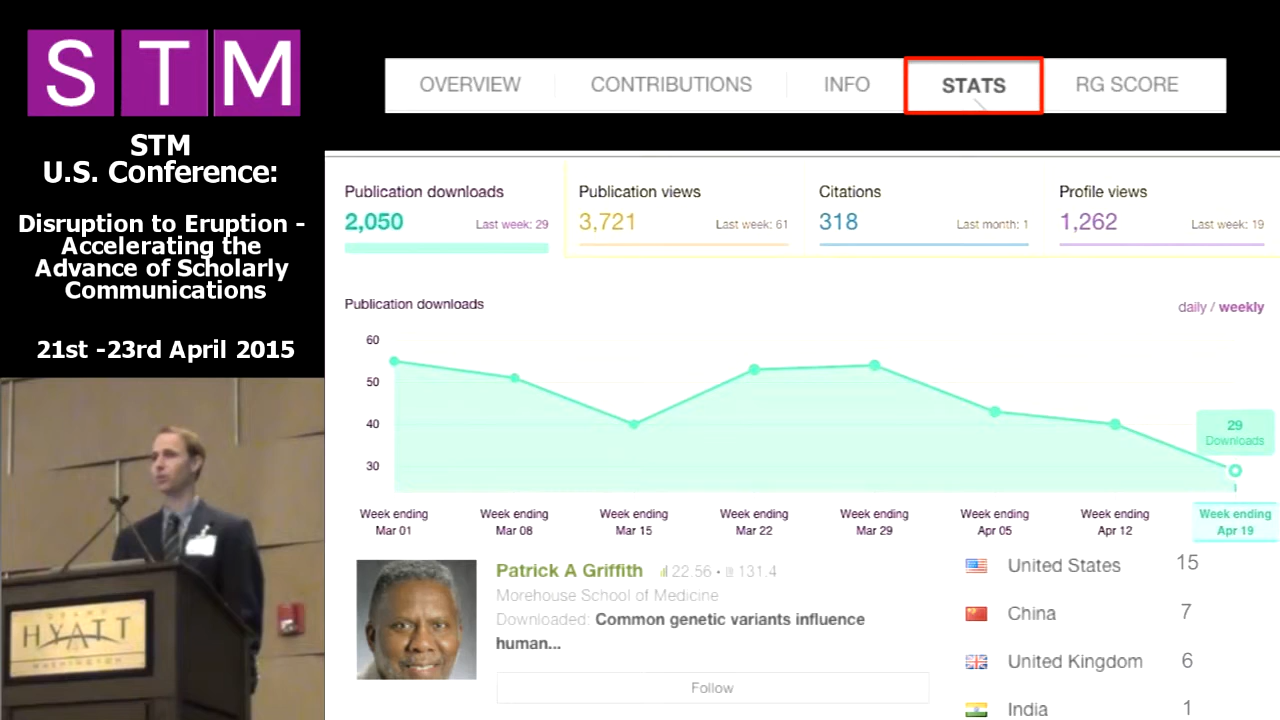 STM
STM
U.S. Conference:
Disruption to Eruption -
Accelerating the
Advance of Scholarly
Communications
21st -23rd April 2015
GRAND
HYATT
WASHINGTON
OVERVIEW CONTRIBUTIONS INFO STATS RG SCORE
Publication downloads Publication views Citations Profile views
2,050 Last week: 29 3,721 Last week: 61 318 Last month: 1 1,262 Last week: 19
Publication downloads daily / weekly
60
50
40
30
29
Downloads
Week ending Week ending Week ending Week ending Week ending Week ending Week ending Week ending
Mar 01 Mar 08 Mar 15 Mar 22 Mar 29 Apr 05 Apr 12 Apr 19
Patrick A Griffith 22.56 • 131.4
Morehouse School of Medicine
Downloaded: Common genetic variants influence
human...
Follow
United States 15
China 7
United Kingdom 6
India 1